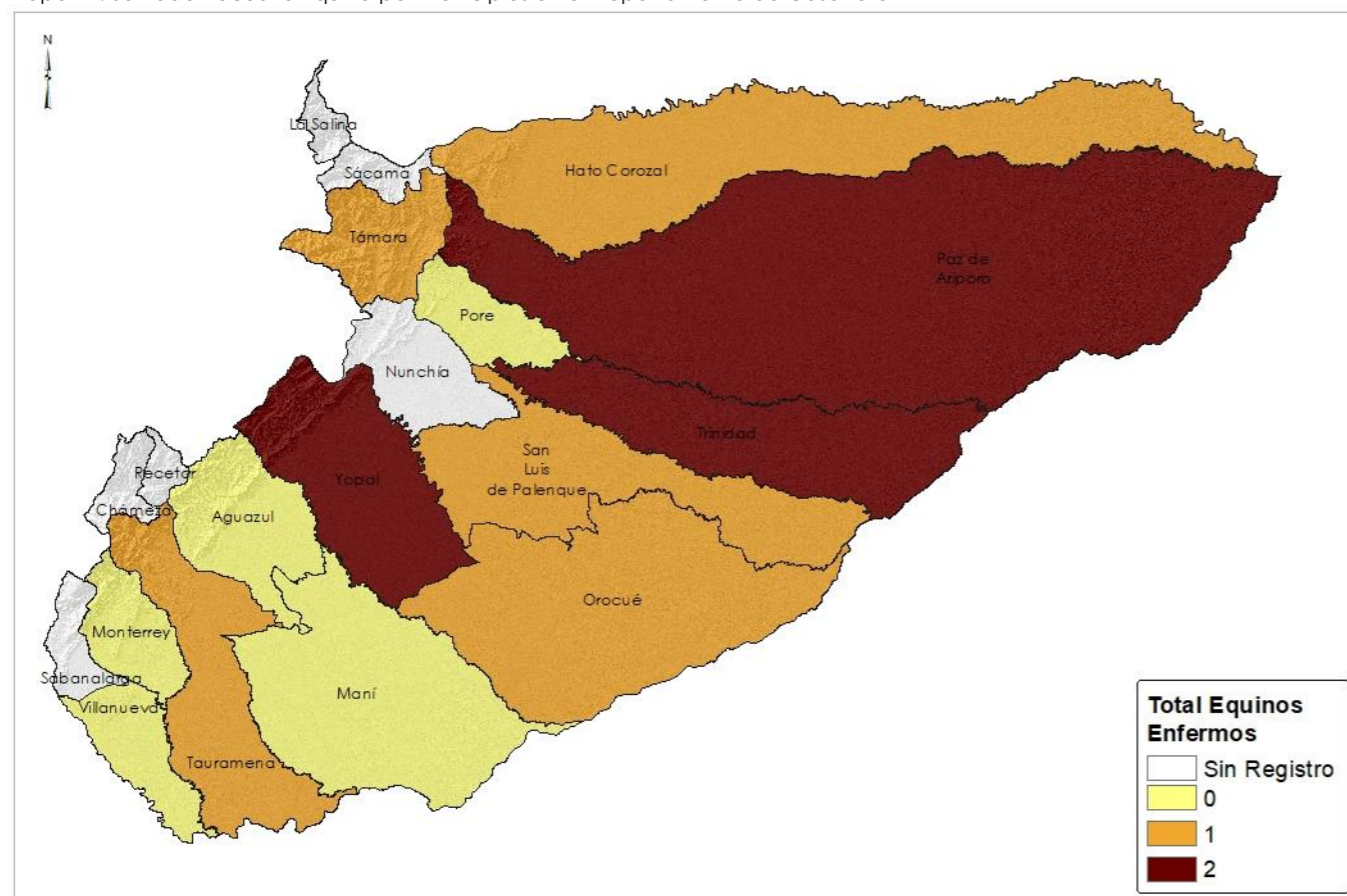 N
La Salina
Sácama
Hato Corozal
Támara
Paz de
Ariporo
Pore
Nunchía
Trinidad
San
Luis
de Palenque
Recetor
Yopal
Chámeza
Aguazul
Orocué
Monterrey
Sabanalarga
Maní
Villanueva
Tauramena
Total Equinos
Enfermos
Sin Registro
0
1
2